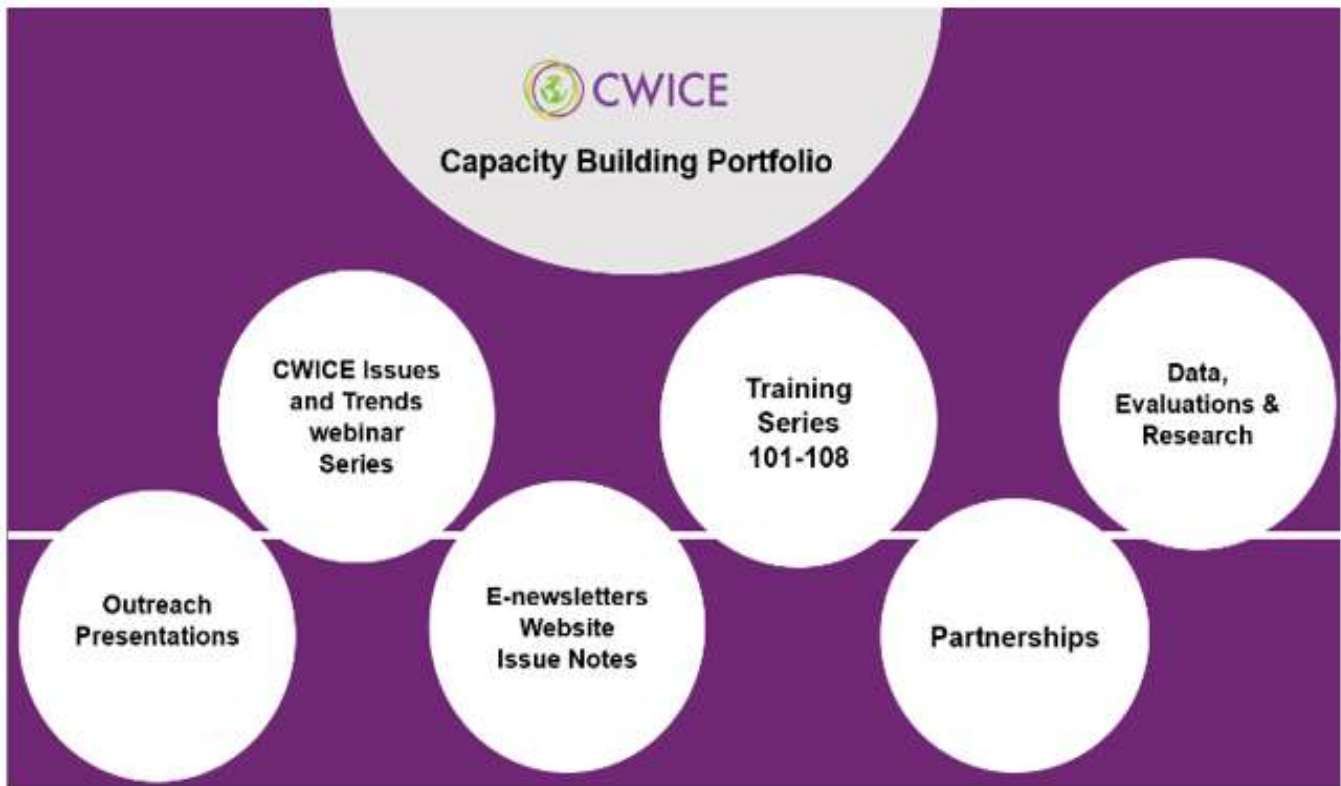 CWICE
Capacity Building Portfolio
CWICE Issues
and Trends
webinar
Series
Training
Series
101-108
Data,
Evaluations &
Research
Outreach
Presentations
E-newsletters
Website
Issue Notes
Partnerships